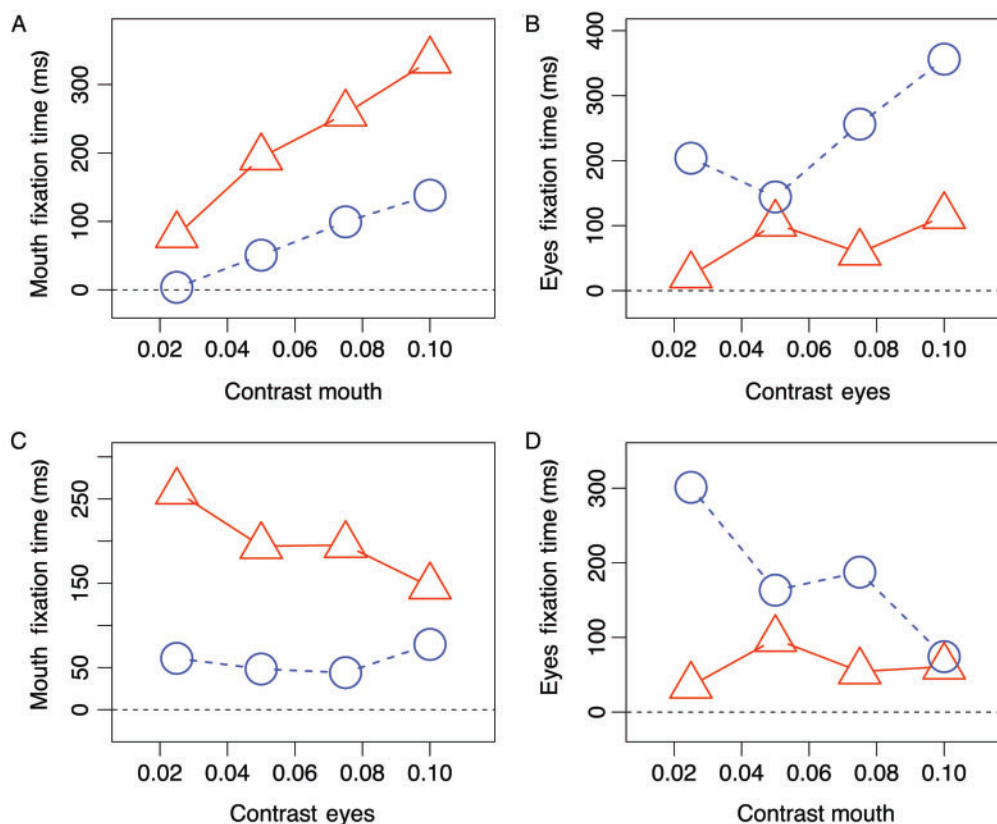 A
Mouth fixation time (ms)
300
200
100
0
0.02 0.04 0.06 0.08 0.10
Contrast mouth
B
Eyes fixation time (ms)
400
300
200
100
0
0.02 0.04 0.06 0.08 0.10
Contrast eyes
C
Mouth fixation time (ms)
250
150
50
0
0.02 0.04 0.06 0.08 0.10
Contrast eyes
D
Eyes fixation time (ms)
300
200
100
0
0.02 0.04 0.06 0.08 0.10
Contrast mouth